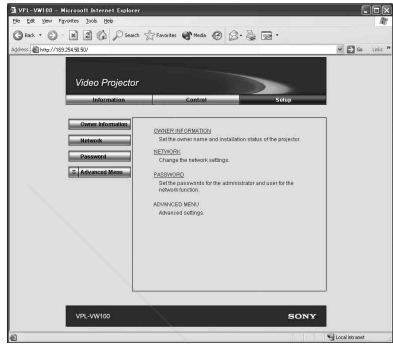 VPL-VW100 - Microsoft Internet Explorer
File Edit View Favorites Tools Help
Back Search Favorites Media
Address http://169.254.50.50/ Go Links »
Video Projector
Information Control Setup
Owner Information
Network
Password
Advanced Menu
OWNER INFORMATION
Set the owner name and installation status of the projector.
NETWORK
Change the network settings.
PASSWORD
Set the passwords for the administrator and user for the
network function.
ADVANCED MENU
Advanced settings.
VPL-VW100 SONY
Local intranet